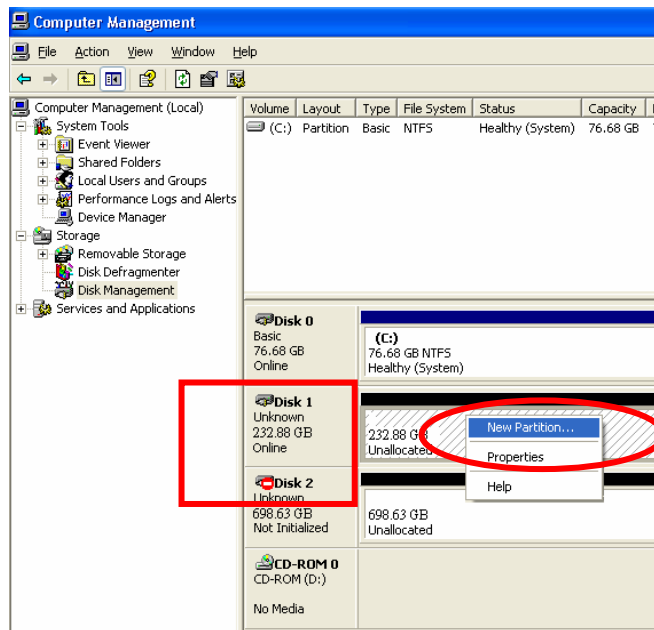 Computer Management
File Action View Window Help
Computer Management (Local)
System Tools
Event Viewer
Shared Folders
Local Users and Groups
Performance Logs and Alerts
Device Manager
Storage
Removable Storage
Disk Defragmenter
Disk Management
Services and Applications
Volume Layout Type File System Status Capacity
(C:) Partition Basic NTFS Healthy (System) 76.68 GB
Disk 0
Basic
76.68 GB
Online
(C:)
76.68 GB NTFS
Healthy (System)
Disk 1
Unknown
232.88 GB
Online
232.88 GB
Unallocated
New Partition...
Properties
Help
Disk 2
Unknown
698.63 GB
Not Initialized
698.63 GB
Unallocated
CD-ROM 0
CD-ROM (D:)
No Media